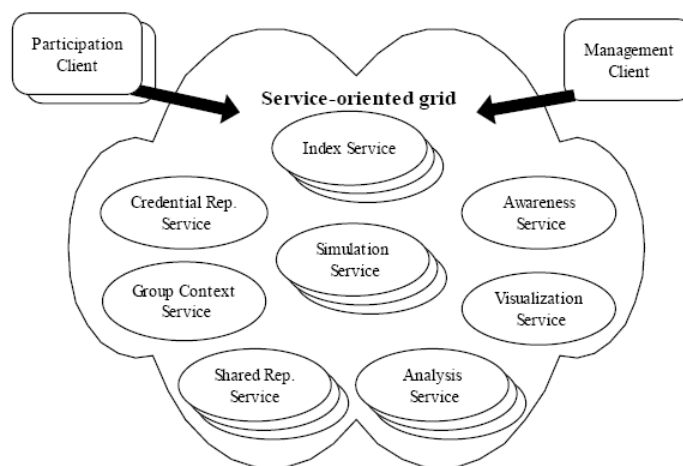 Participation
Client
Management
Client
Service-oriented grid
Index Service
Credential Rep.
Service
Awareness
Service
Simulation
Service
Group Context
Service
Visualization
Service
Shared Rep.
Service
Analysis
Service